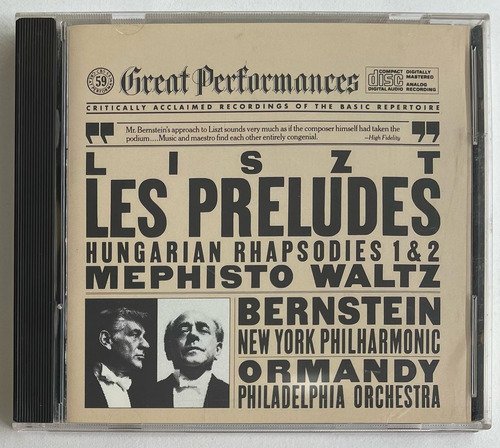 59
Great Performances
COMPACT
disc
DIGITAL AUDIO
DIGITALLY
MASTERED
ANALOG
RECORDING
CRITICALLY ACCLAIMED RECORDINGS OF THE BASIC REPERTOIRE
Mr. Bernstein's approach to Liszt sounds very much as if the composer himself had taken the
podium....Music and maestro find each other entirely congenial.
—High Fidelity
LISZT
LES PRELUDES
HUNGARIAN RHAPSODIES 1 & 2
MEPHISTO WALTZ
BERNSTEIN
NEW YORK PHILHARMONIC
ORMANDY
PHILADELPHIA ORCHESTRA